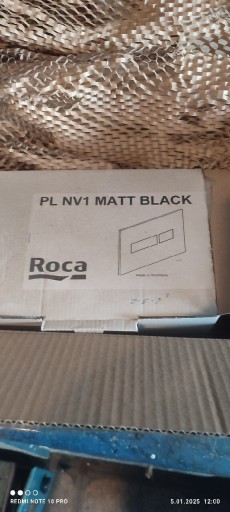 PL NV1 MATT BLACK
Roca
REDMI NOTE 10 PRO
5.01.2025 12:00